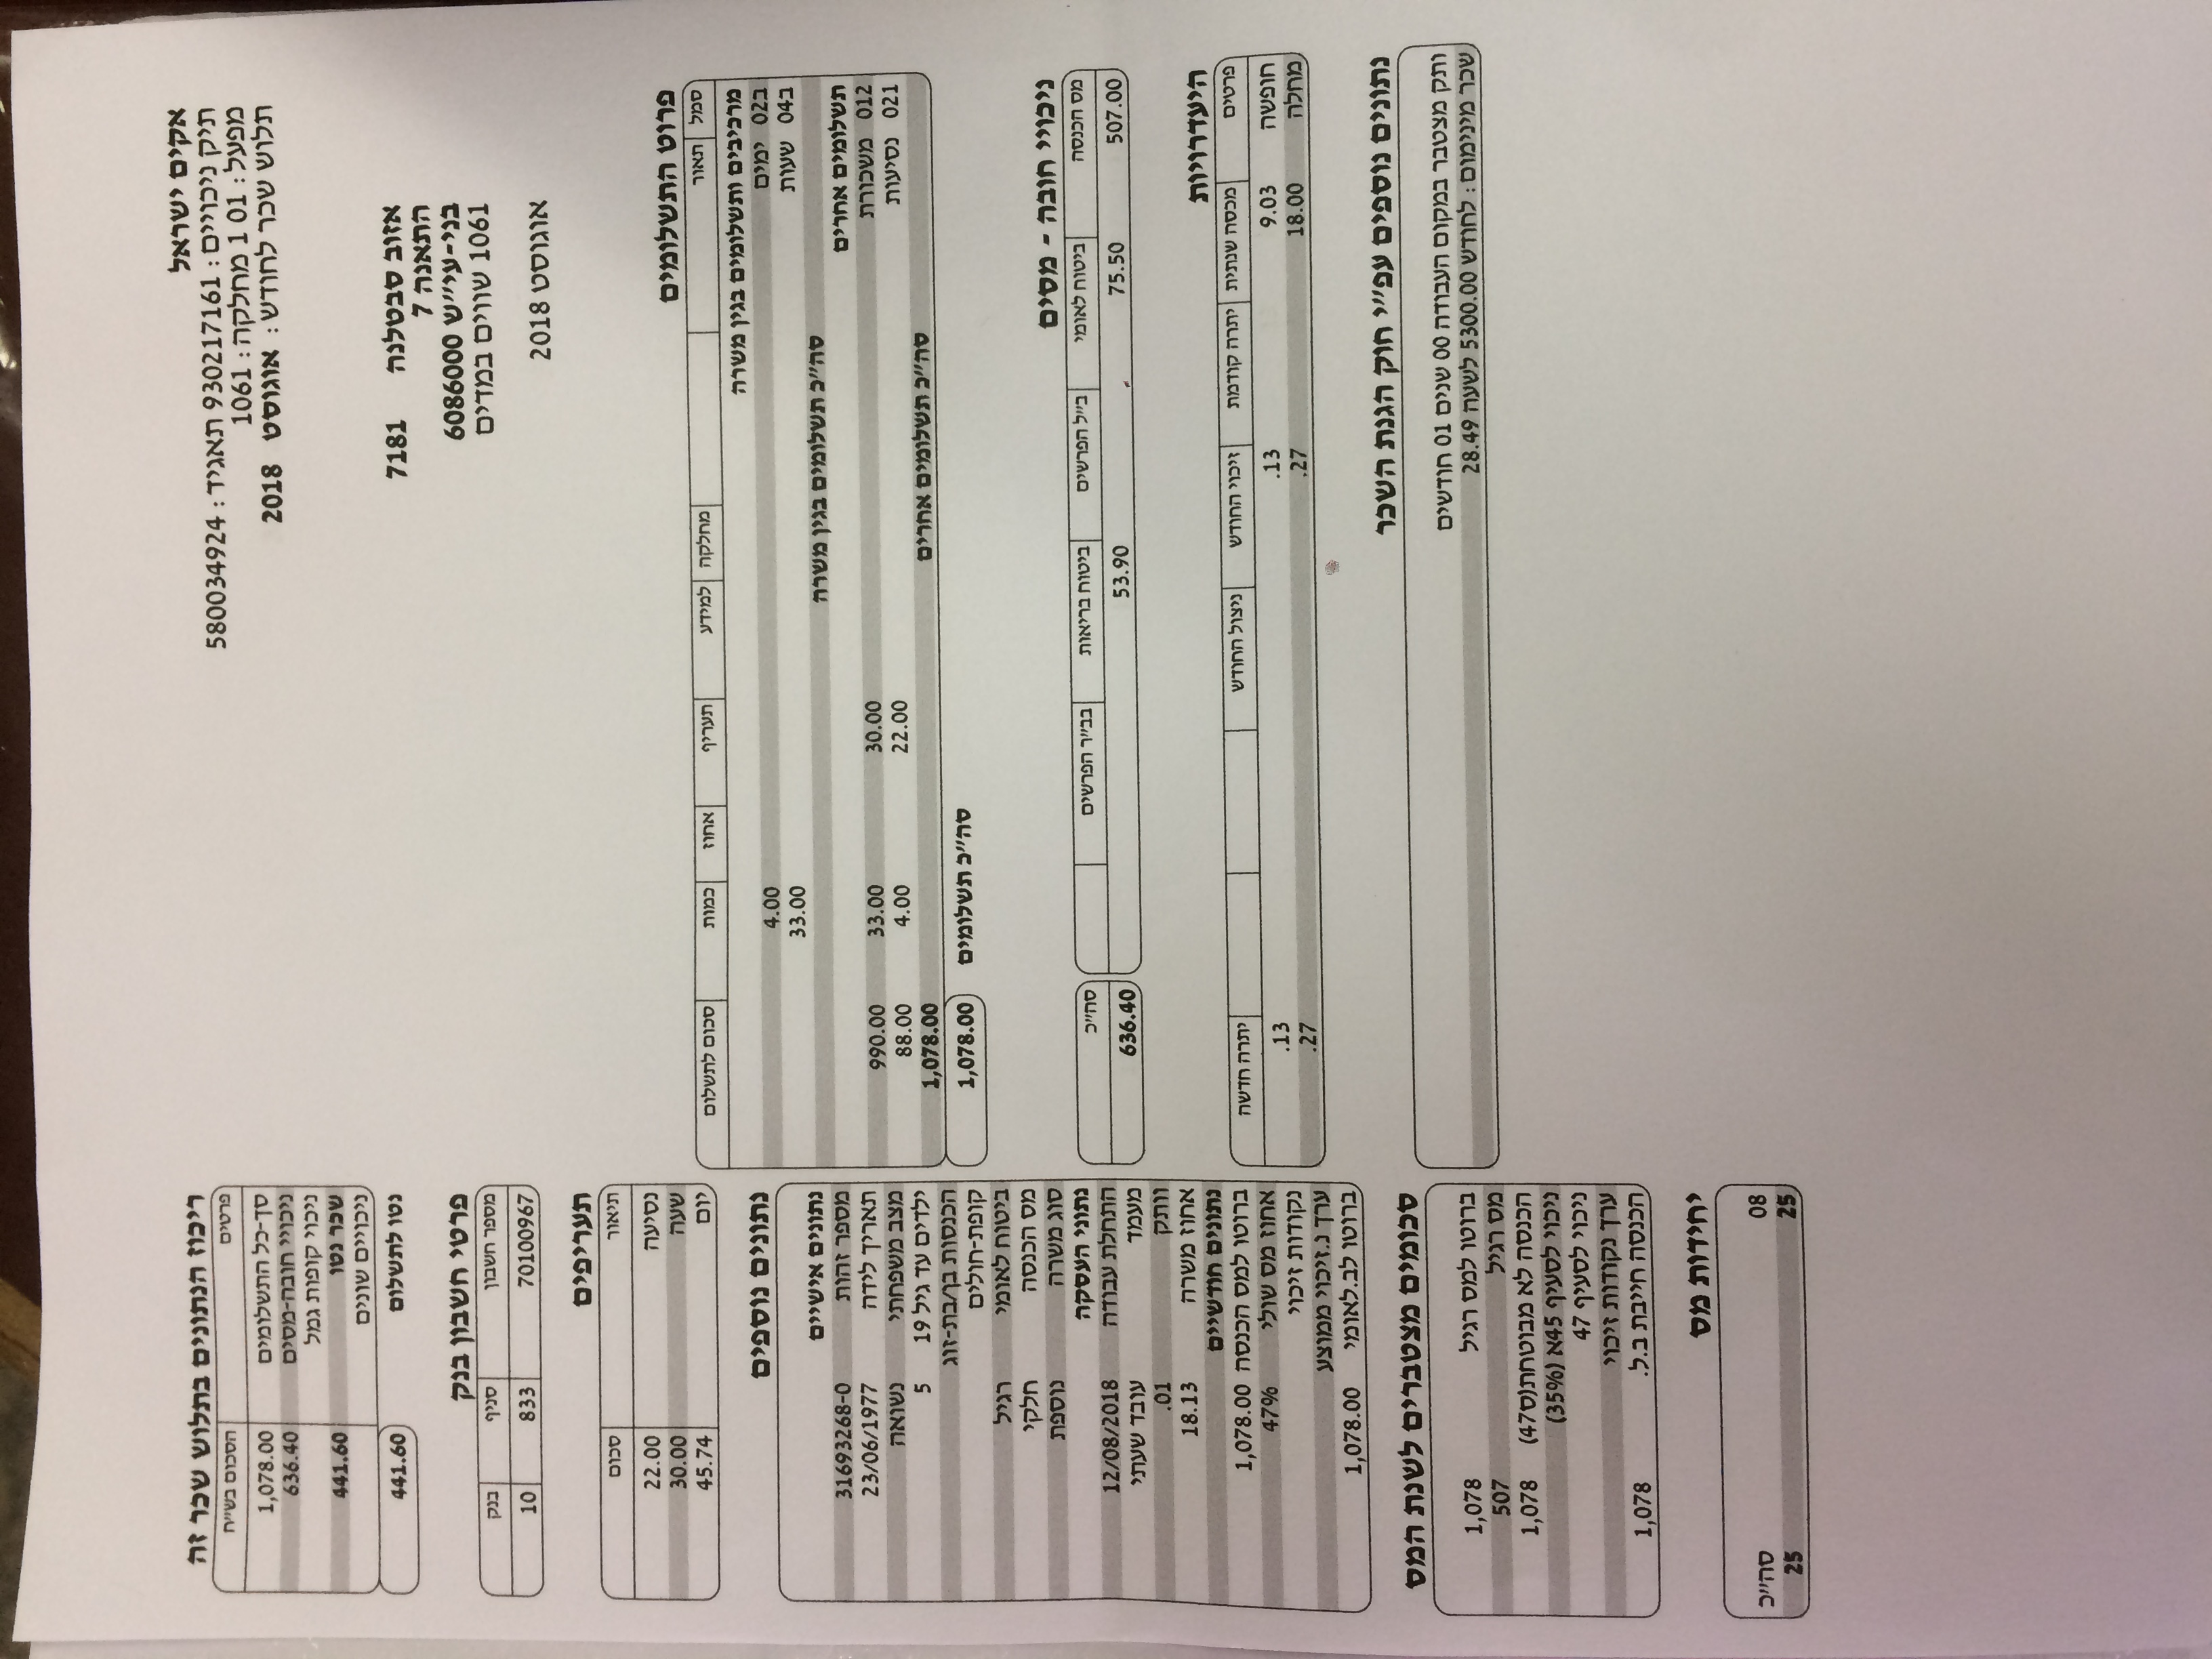 אקים ישראל
תיק ניכויים: 930217161 תאגיד: 580034924
מפעל: 01 1 מחלקה: 1061
תלוש שכר לחודש: אוגוסט 2018
אזוב סבטלנה 7181
התאנה 7
בני-עי״ש 6086000
1061 שווים במדים
אוגוסט 2018
פרוט התשלומים
סמל תאור מחלקה למידע תעריף אחוז כמות סכום לתשלום
מרכיבים ותשלומים בגין משרה
ב02 ימים 4.00
ב04 שעות 33.00
סה״כ תשלומים בגין משרה
תשלומים אחרים
012 משכורת 30.00 33.00 990.00
021 נסיעות 22.00 4.00 88.00
סה״כ תשלומים אחרים 1,078.00
סה״כ תשלומים 1,078.00
ניכויי חובה - מסים
מס הכנסה ביטוח לאומי ב״ל הפרשים ביטוח בריאות בב״ר הפרשים סה״כ
507.00 75.50 53.90 636.40
היעדרויות
פרטים מכסה שנתית יתרה קודמת זיכוי החודש ניצול החודש יתרה חדשה
חופשה 9.03 .13 .13
מחלה 18.00 .27 .27
נתונים נוספים עפ״י חוק הגנת השכר
ותק מצטבר במקום העבודה 00 שנים 01 חודשים
שכר מינימום: לחודש 5300.00 לשעה 28.49
ריכוז הנתונים בתלוש שכר זה
פרטים הסכום בש״ח
סך-כל התשלומים 1,078.00
ניכויי חובה-מסים 636.40
ניכוי קופות גמל
שכר נטו 441.60
ניכויים שונים
נטו לתשלום 441.60
פרטי חשבון בנק
מספר חשבון סניף בנק
70100967 833 10
תעריפים
תיאור סכום
נסיעה 22.00
שעה 30.00
יום 45.74
נתונים נוספים
נתונים אישיים
מספר זהות 31693268-0
תאריך לידה 23/06/1977
מצב משפחתי נשואה
ילדים עד גיל 19 5
הכנסות בן/בת-זוג
קופת-חולים
ביטוח לאומי רגיל
מס הכנסה חלקי
סוג משרה נוספת
נתוני העסקה
התחלת עבודה 12/08/2018
מעמד עובד שעתי
וותק .01
אחוז משרה 18.13
נתונים חודשיים
ברוטו למס הכנסה 1,078.00
אחוז מס שולי 47%
נקודות זיכוי
ערך נ.זיכוי ממוצע
ברוטו לב.לאומי 1,078.00
סכומים מצטברים לשנת המס
ברוטו למס רגיל 1,078
מס רגיל 507
הכנסה לא מבוטחת(ס47) 1,078
ניכוי לסעיף 45א (35%)
ניכוי לסעיף 47
ערך נקודות זיכוי
הכנסה חייבת ב.ל. 1,078
יחידות מס
08 סה״כ
25 25